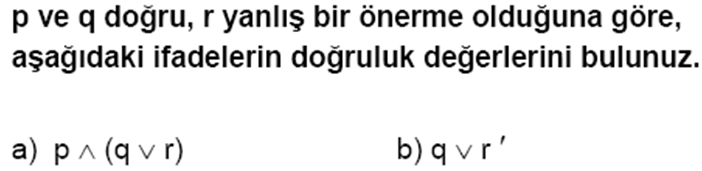 p ve q doğru, r yanlış bir önerme olduğuna göre,
aşağıdaki ifadelerin doğruluk değerlerini bulunuz.
a) p ∧ (q ∨ r) b) q ∨ r ′